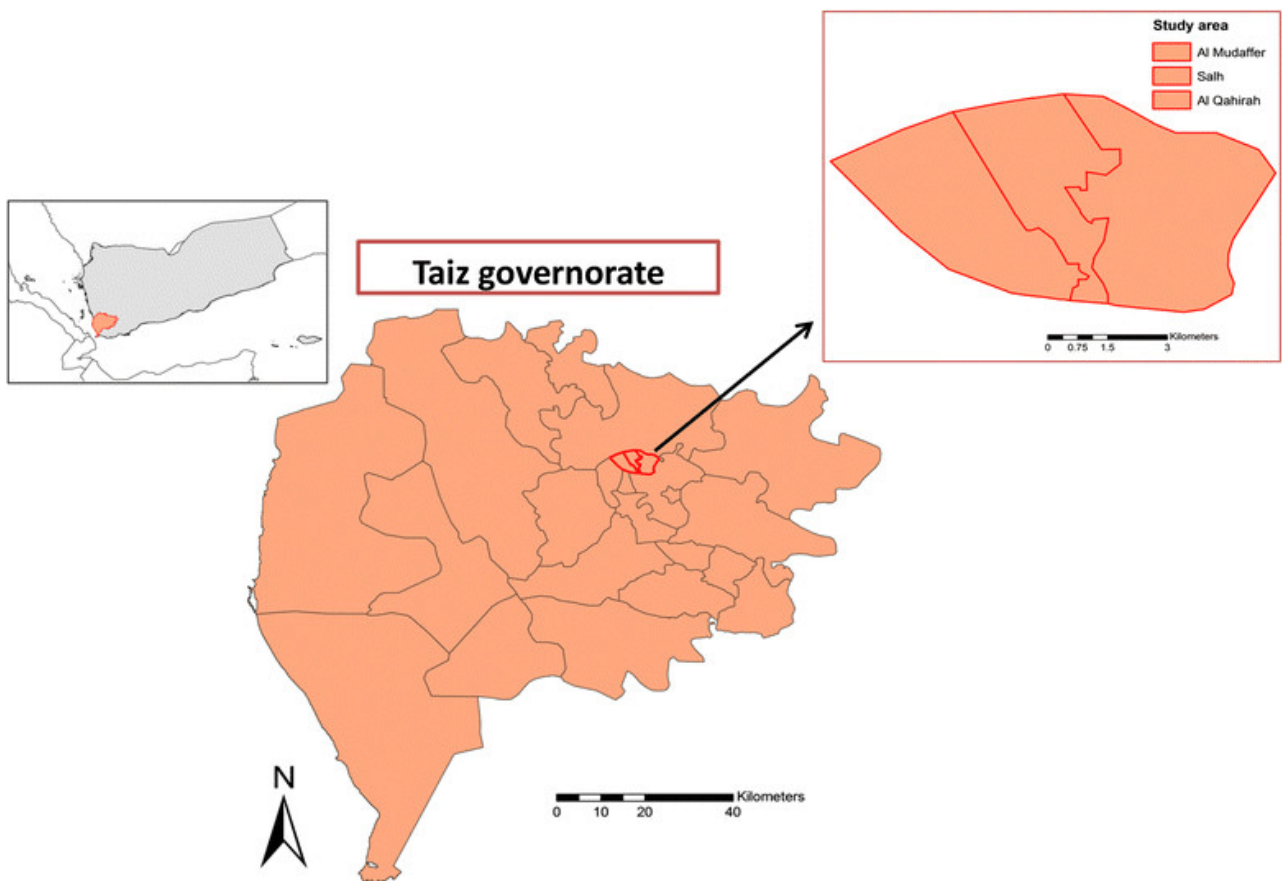 Study area
Al Mudaffer
Salh
Al Qahirah
Kilometers
0 0.75 1.5 3
Taiz governorate
N
Kilometers
0 10 20 40